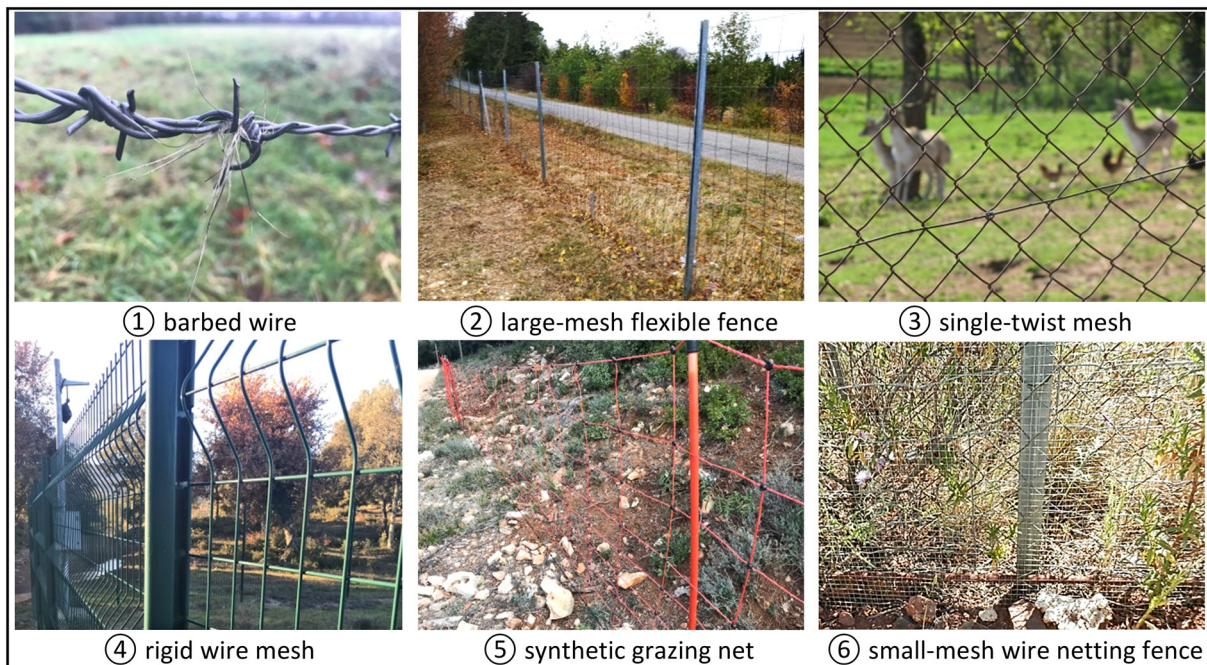 ① barbed wire
② large-mesh flexible fence
③ single-twist mesh
④ rigid wire mesh
⑤ synthetic grazing net
⑥ small-mesh wire netting fence